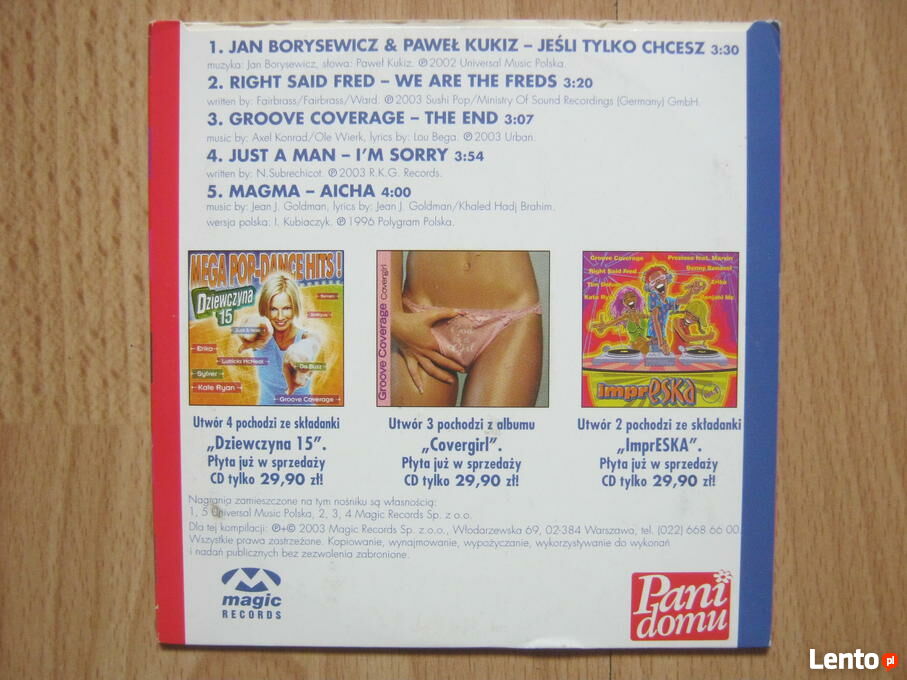 1. JAN BORYSEWICZ & PAWEŁ KUKIZ – JEŚLI TYLKO CHCESZ 3:30
muzyka: Jan Borysewicz, słowa: Paweł Kukiz. ℗ 2002 Universal Music Polska.
2. RIGHT SAID FRED – WE ARE THE FREDS 3:20
written by: Fairbrass/Fairbrass/Ward. ℗ 2003 Sushi Pop/Ministry Of Sound Recordings (Germany) GmbH.
3. GROOVE COVERAGE – THE END 3:07
music by: Axel Konrad/Ole Wierk, lyrics by: Lou Bega. ℗ 2003 Urban.
4. JUST A MAN – I'M SORRY 3:54
written by: N.Subrechicot. ℗ 2003 R.K.G. Records.
5. MAGMA – AICHA 4:00
music by: Jean J. Goldman, lyrics by: Jean J. Goldman/Khaled Hadj Brahim.
wersja polska: I. Kubiaczyk. ℗ 1996 Polygram Polska.
MEGA POP-DANCE HITS!
Dziewczyna
15
Erika
Sylver
Da Buzz
Kate Ryan
Groove Coverage
Groove Coverage Covergirl
Groove Coverage
Right Said Fred
Kate Ryan
Benny Benassi
Erika
ImprESKA
Utwór 4 pochodzi ze składanki
„Dziewczyna 15”.
Płyta już w sprzedaży
CD tylko 29,90 zł!
Utwór 3 pochodzi z albumu
„Covergirl”.
Płyta już w sprzedaży
CD tylko 29,90 zł!
Utwór 2 pochodzi ze składanki
„ImprESKA”.
Płyta już w sprzedaży
CD tylko 29,90 zł!
Nagrania zamieszczone na tym nośniku są własnością:
1, 5 Universal Music Polska, 2, 3, 4 Magic Records Sp. z o.o.
Dla tej kompilacji: ℗+© 2003 Magic Records Sp. z.o.o., Włodarzewska 69, 02-384 Warszawa, tel. (022) 668 66 00.
Wszystkie prawa zastrzeżone. Kopiowanie, wynajmowanie, wypożyczanie, wykorzystywanie do wykonań
i nadań publicznych bez zezwolenia zabronione.
magic
RECORDS
Pani
domu
Lento.pl